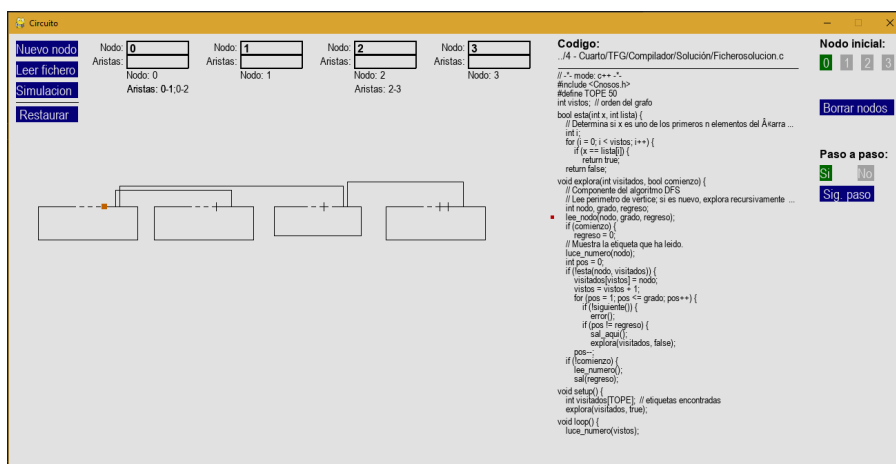 Circuito
Nuevo nodo
Leer fichero
Simulacion
Restaurar
Nodo: 0
Aristas:
Nodo: 0
Aristas: 0-1;0-2
Nodo: 1
Aristas:
Nodo: 1
Nodo: 2
Aristas:
Nodo: 2
Aristas: 2-3
Nodo: 3
Aristas:
Nodo: 3
Codigo:
../4 - Cuarto/TFG/Compilador/Solución/Ficherosolucion.c
// -*- mode: c++ -*-
#include <Cnosos.h>
#define TOPE 50
int vistos; // orden del grafo
bool esta(int x, int lista) {
// Determina si x es uno de los primeros n elementos del Â«arra ...
int i;
for (i = 0; i < vistos; i++) {
if (x == lista[i]) {
return true;
return false;
void explora(int visitados, bool comienzo) {
// Componente del algoritmo DFS
// Lee perimetro de vertice; si es nuevo, explora recursivamente ...
int nodo, grado, regreso;
lee_nodo(nodo, grado, regreso);
if (comienzo) {
regreso = 0;
// Muestra la etiqueta que ha leido.
luce_numero(nodo);
int pos = 0;
if (!esta(nodo, visitados)) {
visitados[vistos] = nodo;
vistos = vistos + 1;
for (pos = 1; pos <= grado; pos++) {
if (!siguiente()) {
error();
if (pos != regreso) {
sal_aqui();
explora(visitados, false);
pos--;
if (!comienzo) {
lee_numero();
sal(regreso);
void setup() {
int visitados[TOPE]; // etiquetas encontradas
explora(visitados, true);
void loop() {
luce_numero(vistos);
Nodo inicial:
0 1 2 3
Borrar nodos
Paso a paso:
Si No
Sig. paso